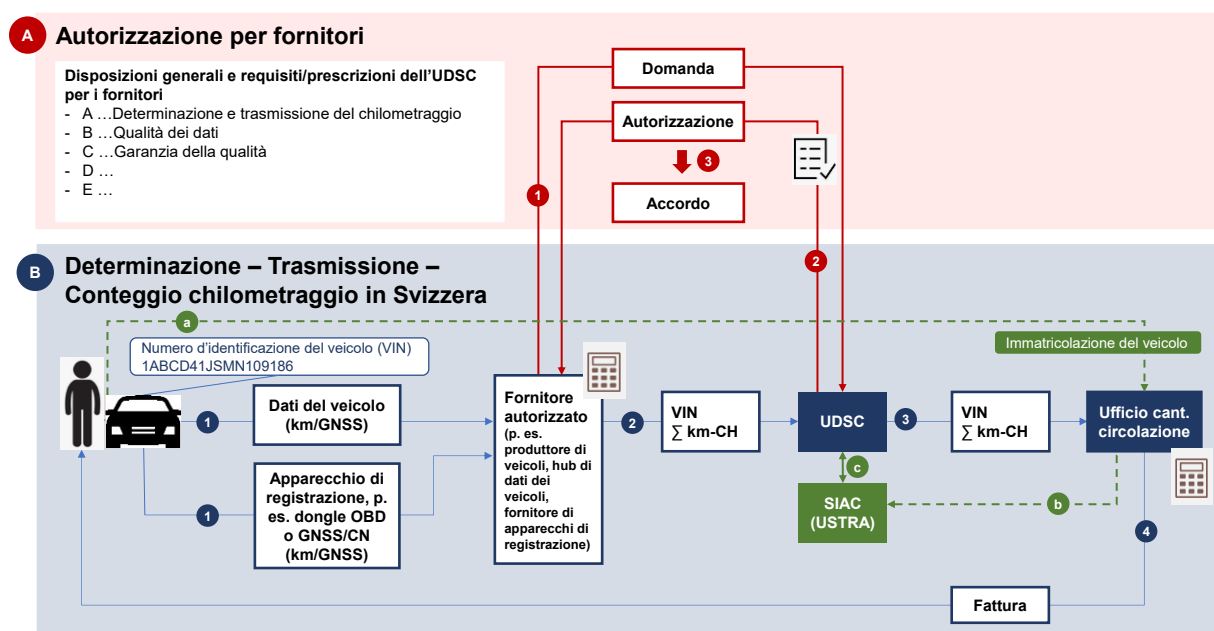 A
Autorizzazione per fornitori
Disposizioni generali e requisiti/prescrizioni dell'UDSC
per i fornitori
- A …Determinazione e trasmissione del chilometraggio
- B …Qualità dei dati
- C …Garanzia della qualità
- D …
- E …
Domanda
Autorizzazione
3
Accordo
1
2
B
Determinazione – Trasmissione –
Conteggio chilometraggio in Svizzera
a
Numero d'identificazione del veicolo (VIN)
1ABCD41JSMN109186
Immatricolazione del veicolo
1
Dati del veicolo
(km/GNSS)
1
Apparecchio di
registrazione, p.
es. dongle OBD
o GNSS/CN
(km/GNSS)
Fornitore
autorizzato
(p. es.
produttore di
veicoli, hub di
dati dei
veicoli,
fornitore di
apparecchi di
registrazione)
2
VIN
∑ km-CH
UDSC
3
VIN
∑ km-CH
Ufficio cant.
circolazione
c
SIAC
(USTRA)
b
4
Fattura